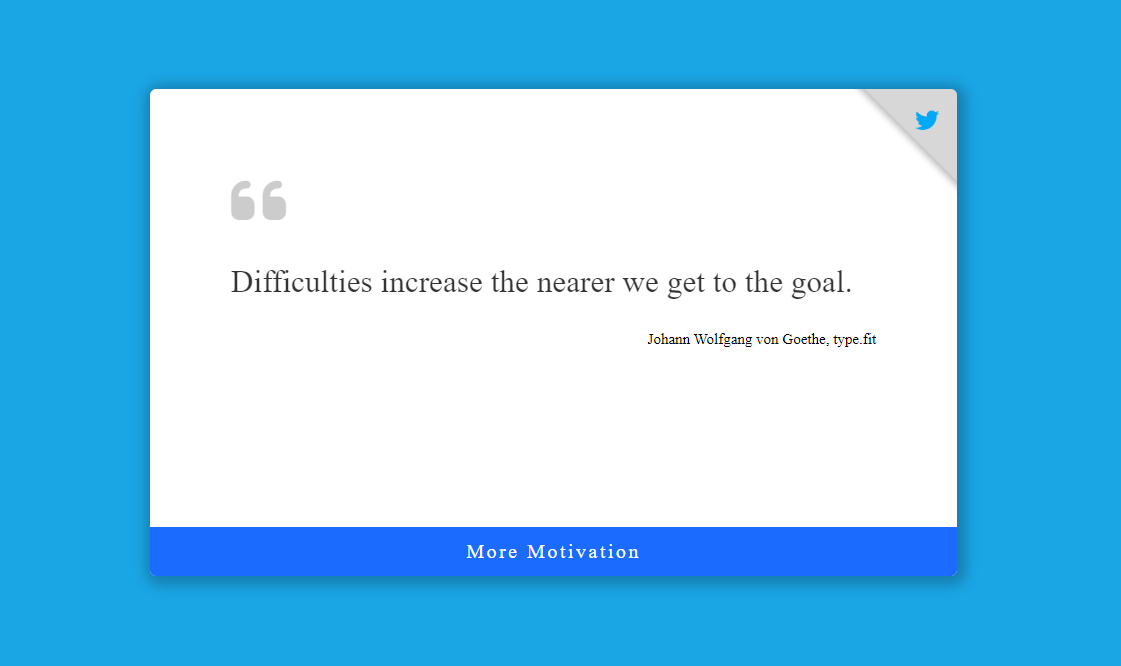 Difficulties increase the nearer we get to the goal.
Johann Wolfgang von Goethe, type.fit
More Motivation